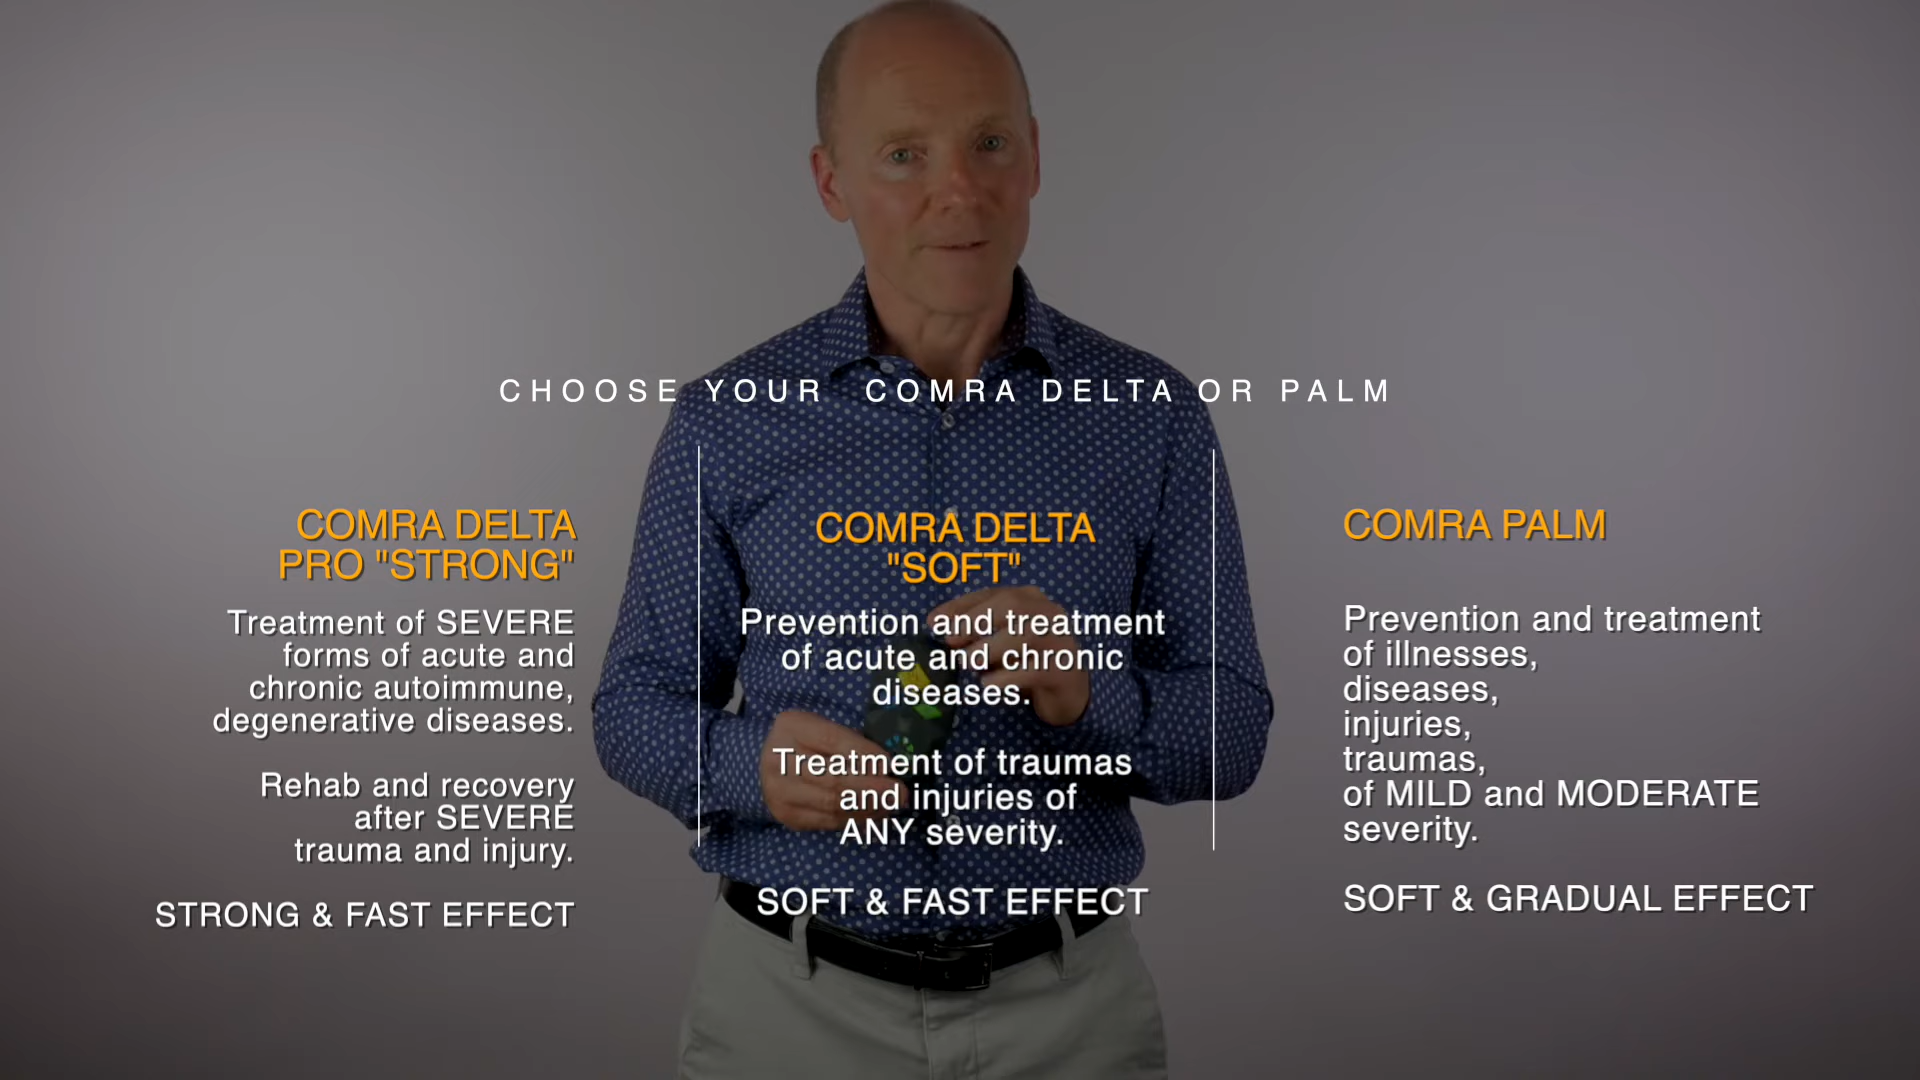 CHOOSE YOUR COMRA DELTA OR PALM
COMRA DELTA
PRO "STRONG"
Treatment of SEVERE
forms of acute and
chronic autoimmune,
degenerative diseases.
Rehab and recovery
after SEVERE
trauma and injury.
STRONG & FAST EFFECT
COMRA DELTA
"SOFT"
Prevention and treatment
of acute and chronic
diseases.
Treatment of traumas
and injuries of
ANY severity.
SOFT & FAST EFFECT
COMRA PALM
Prevention and treatment
of illnesses,
diseases,
injuries,
traumas,
of MILD and MODERATE
severity.
SOFT & GRADUAL EFFECT